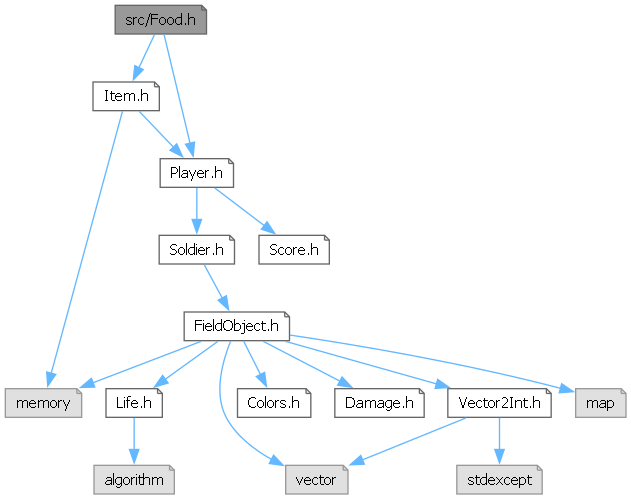 src/Food.h
Item.h
Player.h
Soldier.h
Score.h
FieldObject.h
memory
Life.h
Colors.h
Damage.h
Vector2Int.h
map
algorithm
vector
stdexcept